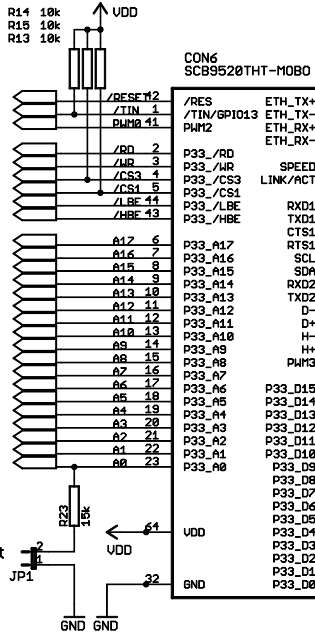 R14 10k
R15 10k
R13 10k
VDD
CON6
SCB9520THT-MOBO
/RESET 42 /RES ETH_TX+
/TIN 1 /TIN/GPIO13 ETH_TX-
PWM0 41 PWM2 ETH_RX+
ETH_RX-
/RD 2 P33_/RD
/WR 3 P33_/WR SPEED
/CS3 4 P33_/CS3 LINK/ACT
/CS1 5 P33_/CS1
/LBE 44 P33_/LBE RXD1
/HBE 43 P33_/HBE TXD1
CTS1
A17 6 P33_A17 RTS1
A16 7 P33_A16 SCL
A15 8 P33_A15 SDA
A14 9 P33_A14 RXD2
A13 10 P33_A13 TXD2
A12 11 P33_A12 D-
A11 12 P33_A11 D+
A10 13 P33_A10 H-
A9 14 P33_A9 H+
A8 15 P33_A8 PWM3
A7 16 P33_A7
A6 17 P33_A6 P33_D15
A5 18 P33_A5 P33_D14
A4 19 P33_A4 P33_D13
A3 20 P33_A3 P33_D12
A2 21 P33_A2 P33_D11
A1 22 P33_A1 P33_D10
A0 23 P33_A0 P33_D9
P33_D8
P33_D7
P33_D6
R23
15k
P33_D5
64 VDD P33_D4
VDD
P33_D3
t
2
P33_D2
1
P33_D1
JP1
32 GND P33_D0
GND GND